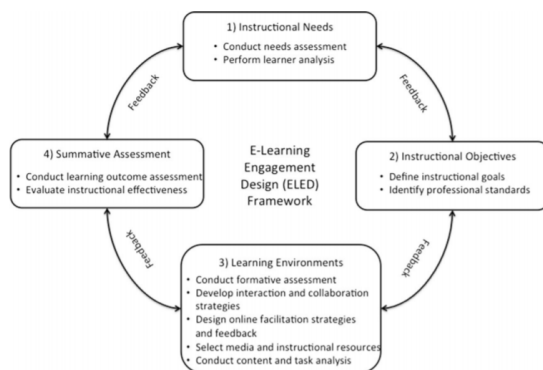 1) Instructional Needs
• Conduct needs assessment
• Perform learner analysis
Feedback
Feedback
4) Summative Assessment
• Conduct learning outcome assessment
• Evaluate instructional effectiveness
E-Learning
Engagement
Design (ELED)
Framework
2) Instructional Objectives
• Define instructional goals
• Identify professional standards
Feedback
Feedback
3) Learning Environments
• Conduct formative assessment
• Develop interaction and collaboration
strategies
• Design online facilitation strategies
and feedback
• Select media and instructional resources
• Conduct content and task analysis